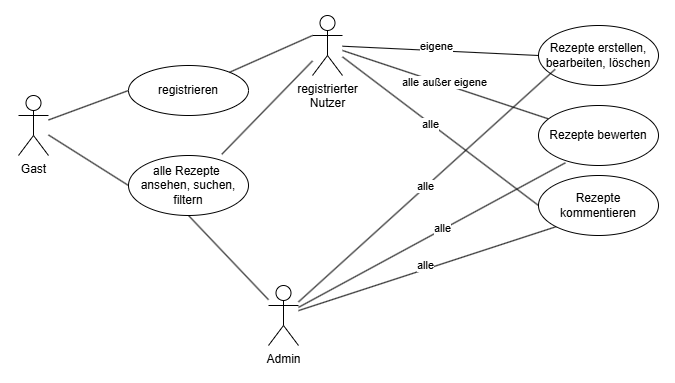 eigene
Rezepte erstellen,
bearbeiten, löschen
registrieren
registrierter
Nutzer
alle außer eigene
alle
Rezepte bewerten
Gast
alle Rezepte
ansehen, suchen,
filtern
alle
Rezepte
kommentieren
alle
alle
Admin